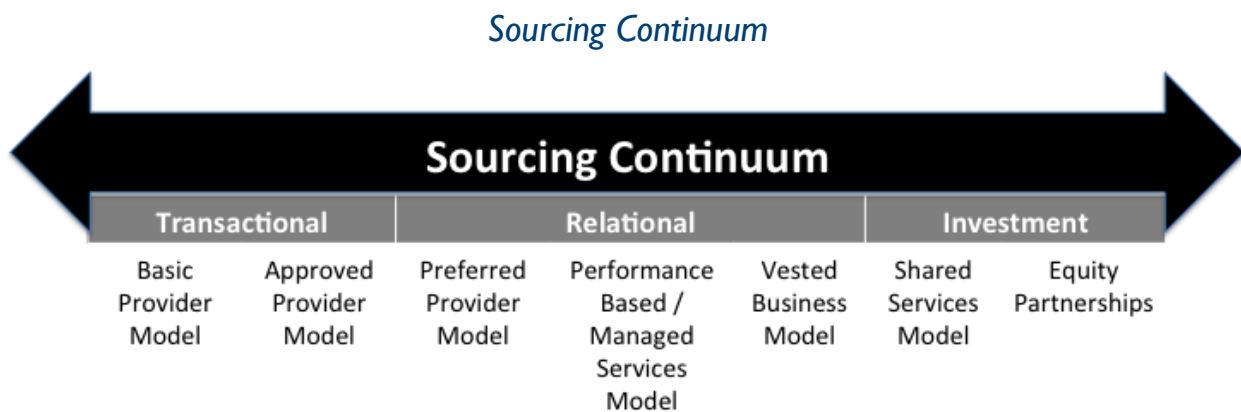 Sourcing Continuum
Sourcing Continuum
Transactional
Relational
Investment
Basic
Provider
Model
Approved
Provider
Model
Preferred
Provider
Model
Performance
Based /
Managed
Services
Model
Vested
Business
Model
Shared
Services
Model
Equity
Partnerships